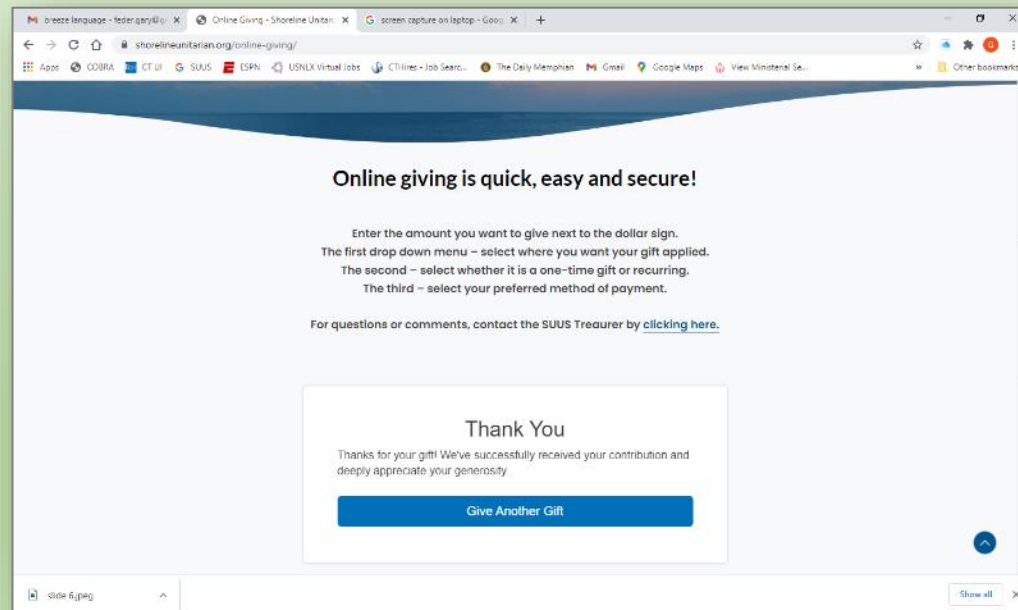 breeze language - feder.gary@g
Online Giving - Shoreline Unitari
screen capture on laptop - Goog
shorelineunitarian.org/online-giving/
G
Apps
COBRA
CT UI
SUUS
ESPN
USNLX Virtual Jobs
CTHires - Job Searc...
The Daily Memphian
Gmail
Google Maps
View Ministerial Se...
»
Other bookmarks
Online giving is quick, easy and secure!
Enter the amount you want to give next to the dollar sign.
The first drop down menu – select where you want your gift applied.
The second – select whether it is a one-time gift or recurring.
The third – select your preferred method of payment.
For questions or comments, contact the SUUS Treaurer by clicking here.
Thank You
Thanks for your gift! We've successfully received your contribution and
deeply appreciate your generosity
Give Another Gift
slide 6.jpeg
Show all